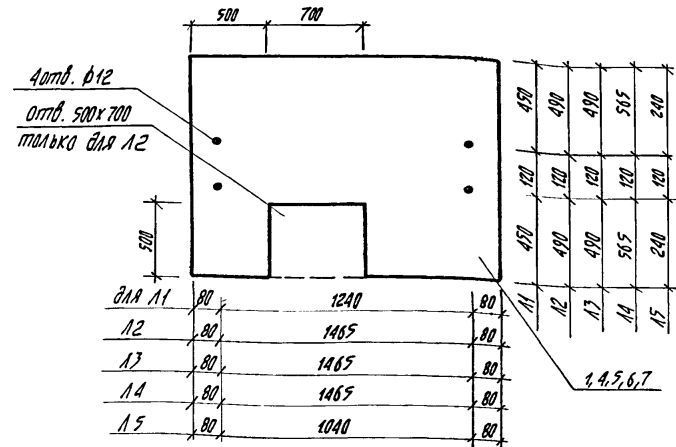 500 700
4отв. ф12
отв. 500х700
только для Л2
500
450 490 490 565 240
120 120 120 120 120
450 490 490 565 240
Л1 Л2 Л3 Л4 Л5
для Л1 80 1240 80
Л2 80 1465 80
Л3 80 1465 80
Л4 80 1465 80
Л5 80 1040 80
1,4,5,6,7